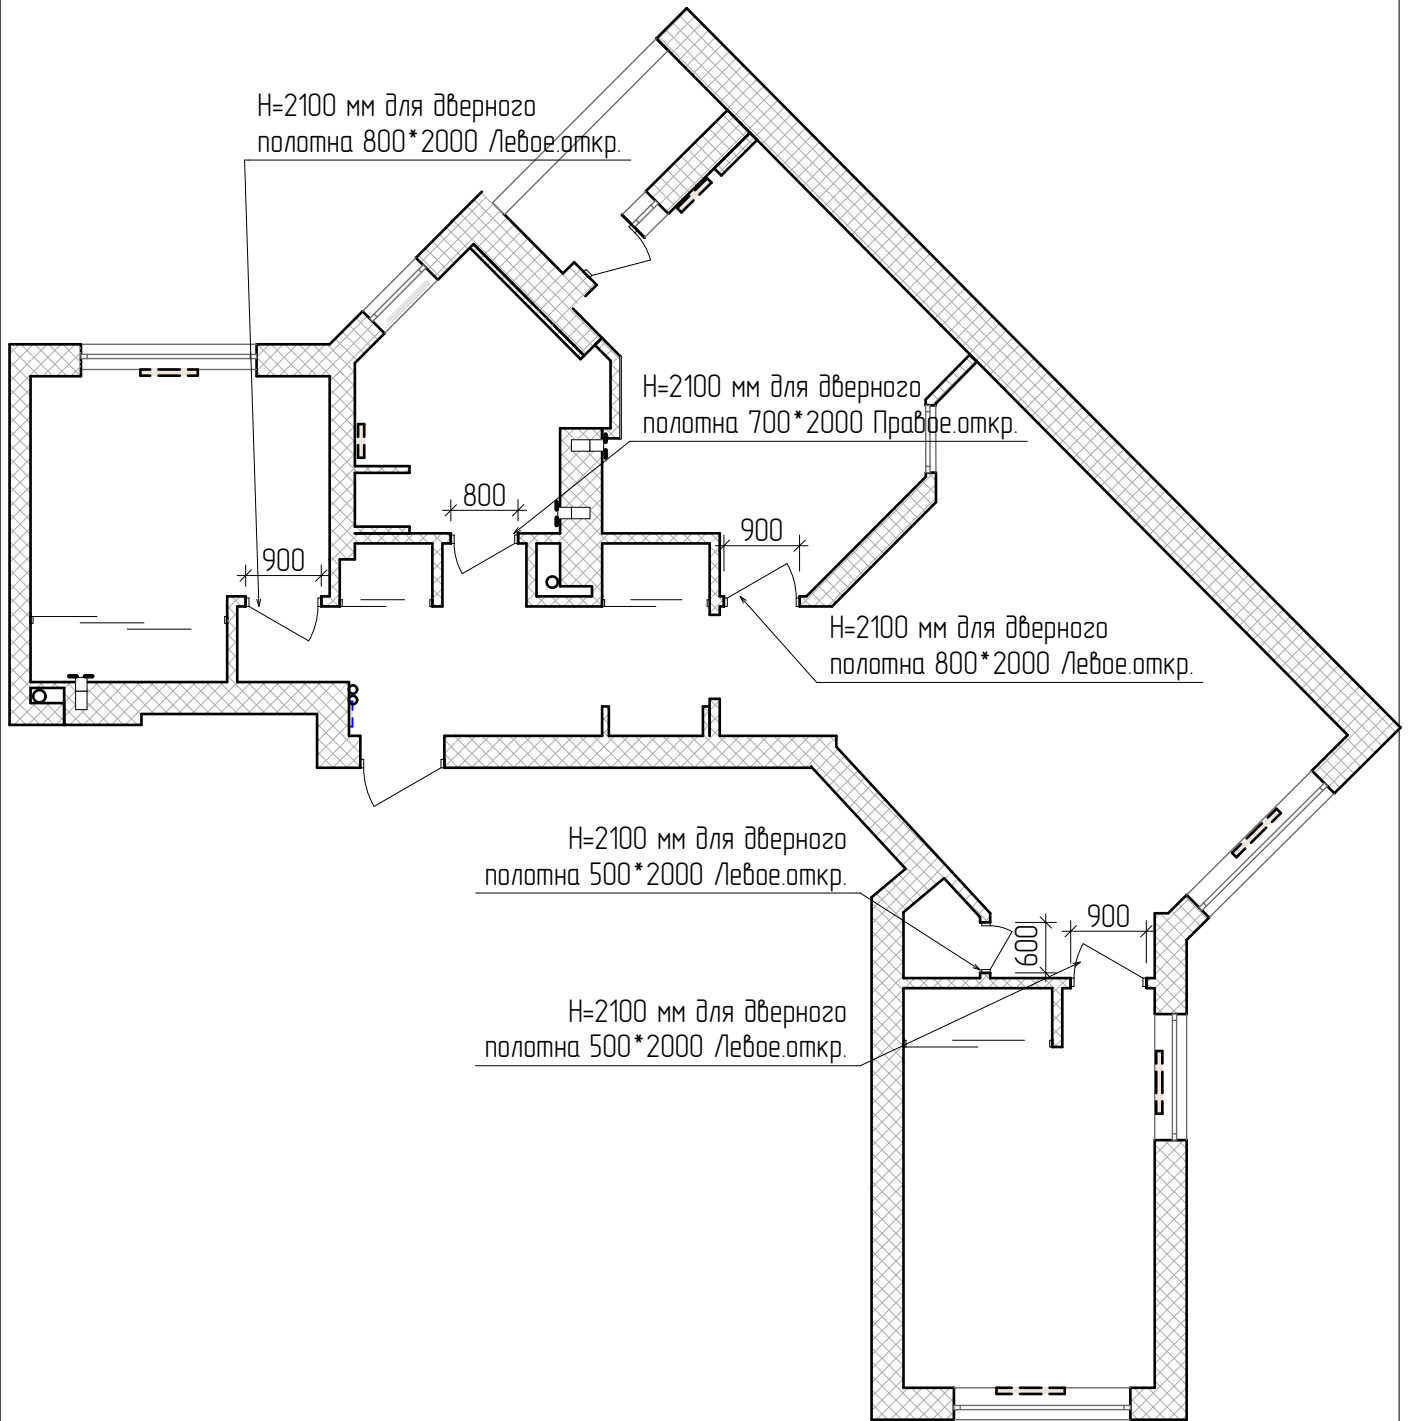 H=2100 мм для дверного
полотна 800*2000 Левое.откр.
H=2100 мм для дверного
полотна 700*2000 Правое.откр.
800
900
900
H=2100 мм для дверного
полотна 800*2000 Левое.откр.
H=2100 мм для дверного
полотна 500*2000 Левое.откр.
900
600
H=2100 мм для дверного
полотна 500*2000 Левое.откр.